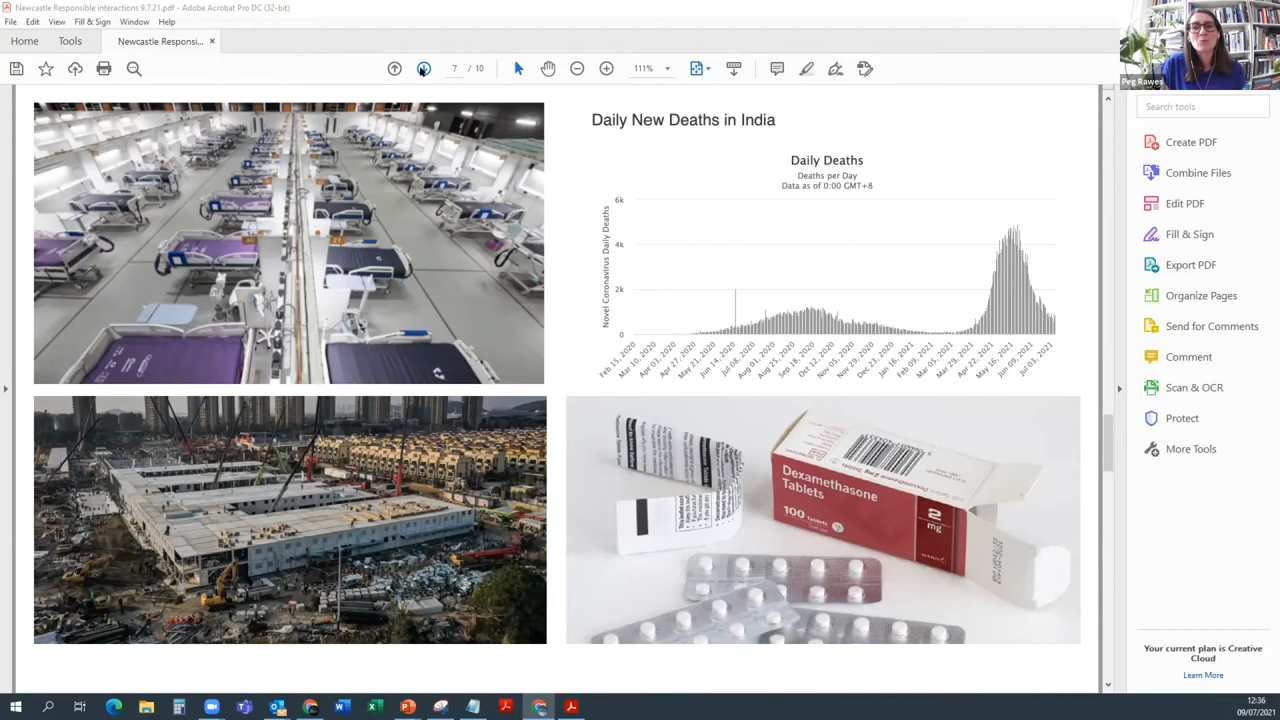 Newcastle Responsible interactions 9.7.21.pdf - Adobe Acrobat Pro DC (32-bit)
File Edit View Fill & Sign Window Help
Home Tools Newcastle Responsi... ×
7 / 10 111%
Peg Rawes
Search tools
Create PDF
Combine Files
Edit PDF
Fill & Sign
Export PDF
Organize Pages
Send for Comments
Comment
Scan & OCR
Protect
More Tools
Your current plan is Creative
Cloud
Learn More
Daily New Deaths in India
Daily Deaths
Deaths per Day
Data as of 0:00 GMT+8
Novel Coronavirus Daily Deaths
6k
4k
2k
0
Feb 15, 2020
Mar 10, 2020
Apr 03, 2020
Apr 27, 2020
May 21, 2020
Jun 14, 2020
Jul 08, 2020
Aug 01, 2020
Aug 25, 2020
Sep 18, 2020
Oct 12, 2020
Nov 05, 2020
Nov 29, 2020
Dec 23, 2020
Jan 16, 2021
Feb 09, 2021
Mar 05, 2021
Mar 29, 2021
Apr 22, 2021
May 16, 2021
Jun 09, 2021
Jul 03, 2021
Dexamethasone
Tablets
100 Tablets
2
mg
12:36
09/07/2021